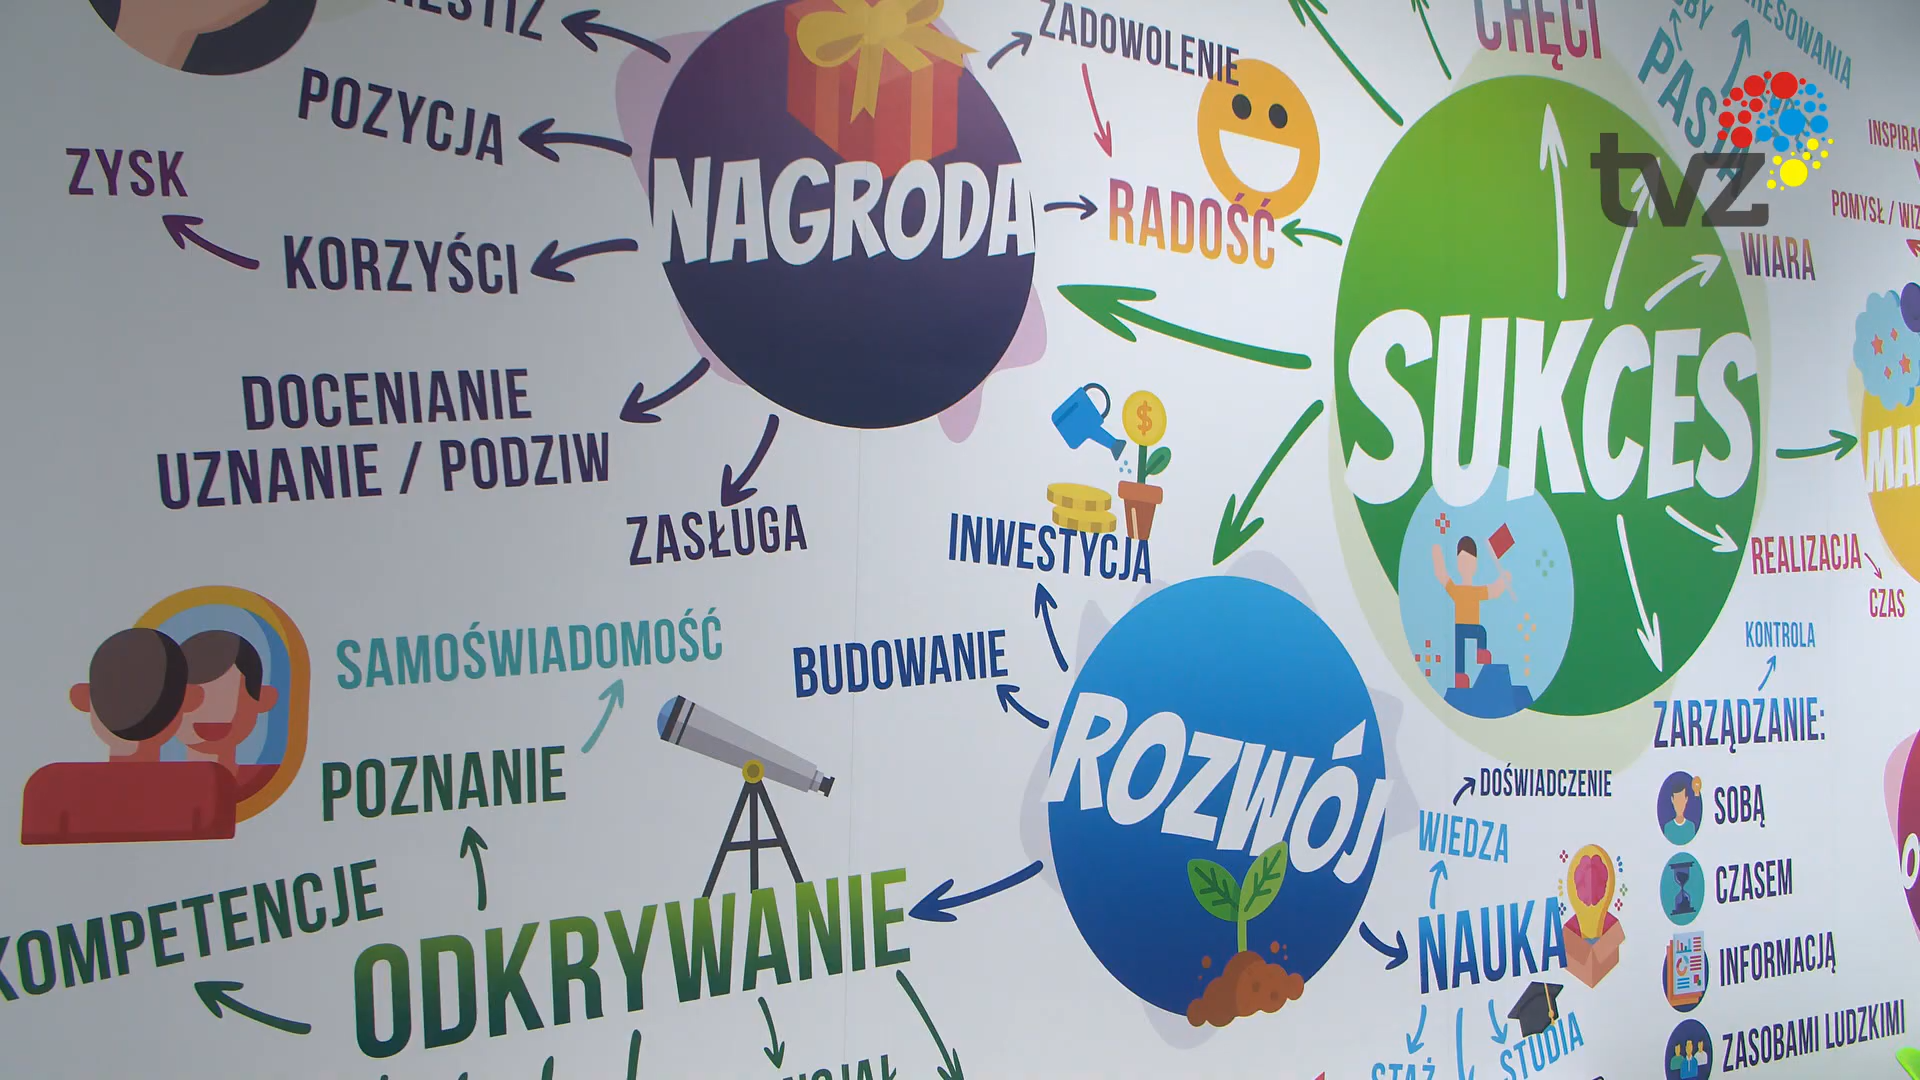 ZADOWOLENIE
CHĘCI
POZYCJA
ZYSK
NAGRODA
RADOŚĆ
tvz
WIARA
KORZYŚCI
SUKCES
DOCENIANIE
UZNANIE / PODZIW
ZASŁUGA
INWESTYCJA
REALIZACJA
CZAS
SAMOŚWIADOMOŚĆ
BUDOWANIE
KONTROLA
ZARZĄDZANIE:
POZNANIE
ROZWÓJ
DOŚWIADCZENIE
WIEDZA
SOBĄ
CZASEM
KOMPETENCJE
ODKRYWANIE
NAUKA
INFORMACJĄ
ZASOBAMI LUDZKIMI
STUDIA
STAŻ